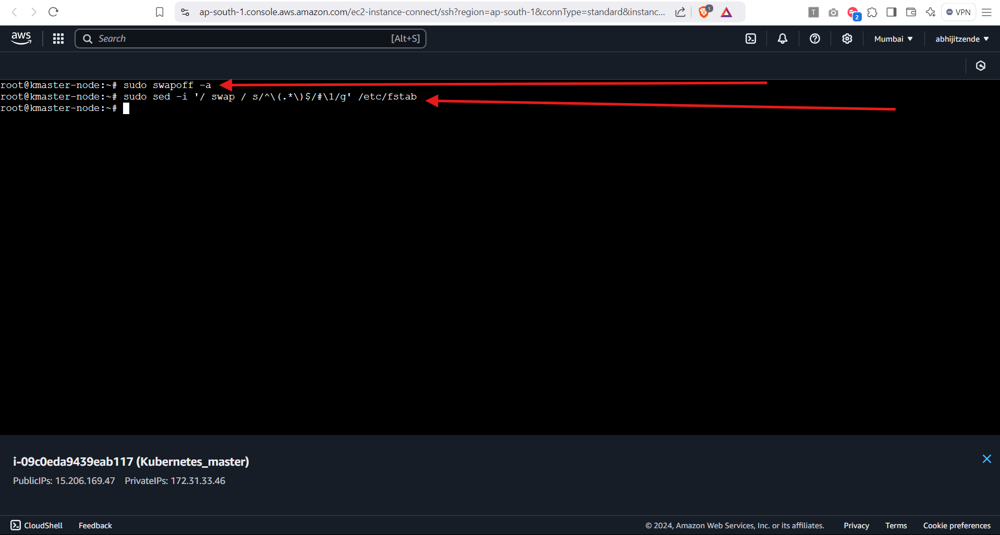 ap-south-1.console.aws.amazon.com/ec2-instance-connect/ssh?region=ap-south-1&connType=standard&instanc...
1
T
2
VPN
aws
Search
[Alt+S]
Mumbai
abhijitzende
root@kmaster-node:~# sudo swapoff -a
root@kmaster-node:~# sudo sed -i '/ swap / s/^\(.*\)$/#\1/g' /etc/fstab
root@kmaster-node:~#
i-09c0eda9439eab117 (Kubernetes_master)
PublicIPs: 15.206.169.47 PrivateIPs: 172.31.33.46
CloudShell Feedback © 2024, Amazon Web Services, Inc. or its affiliates. Privacy Terms Cookie preferences